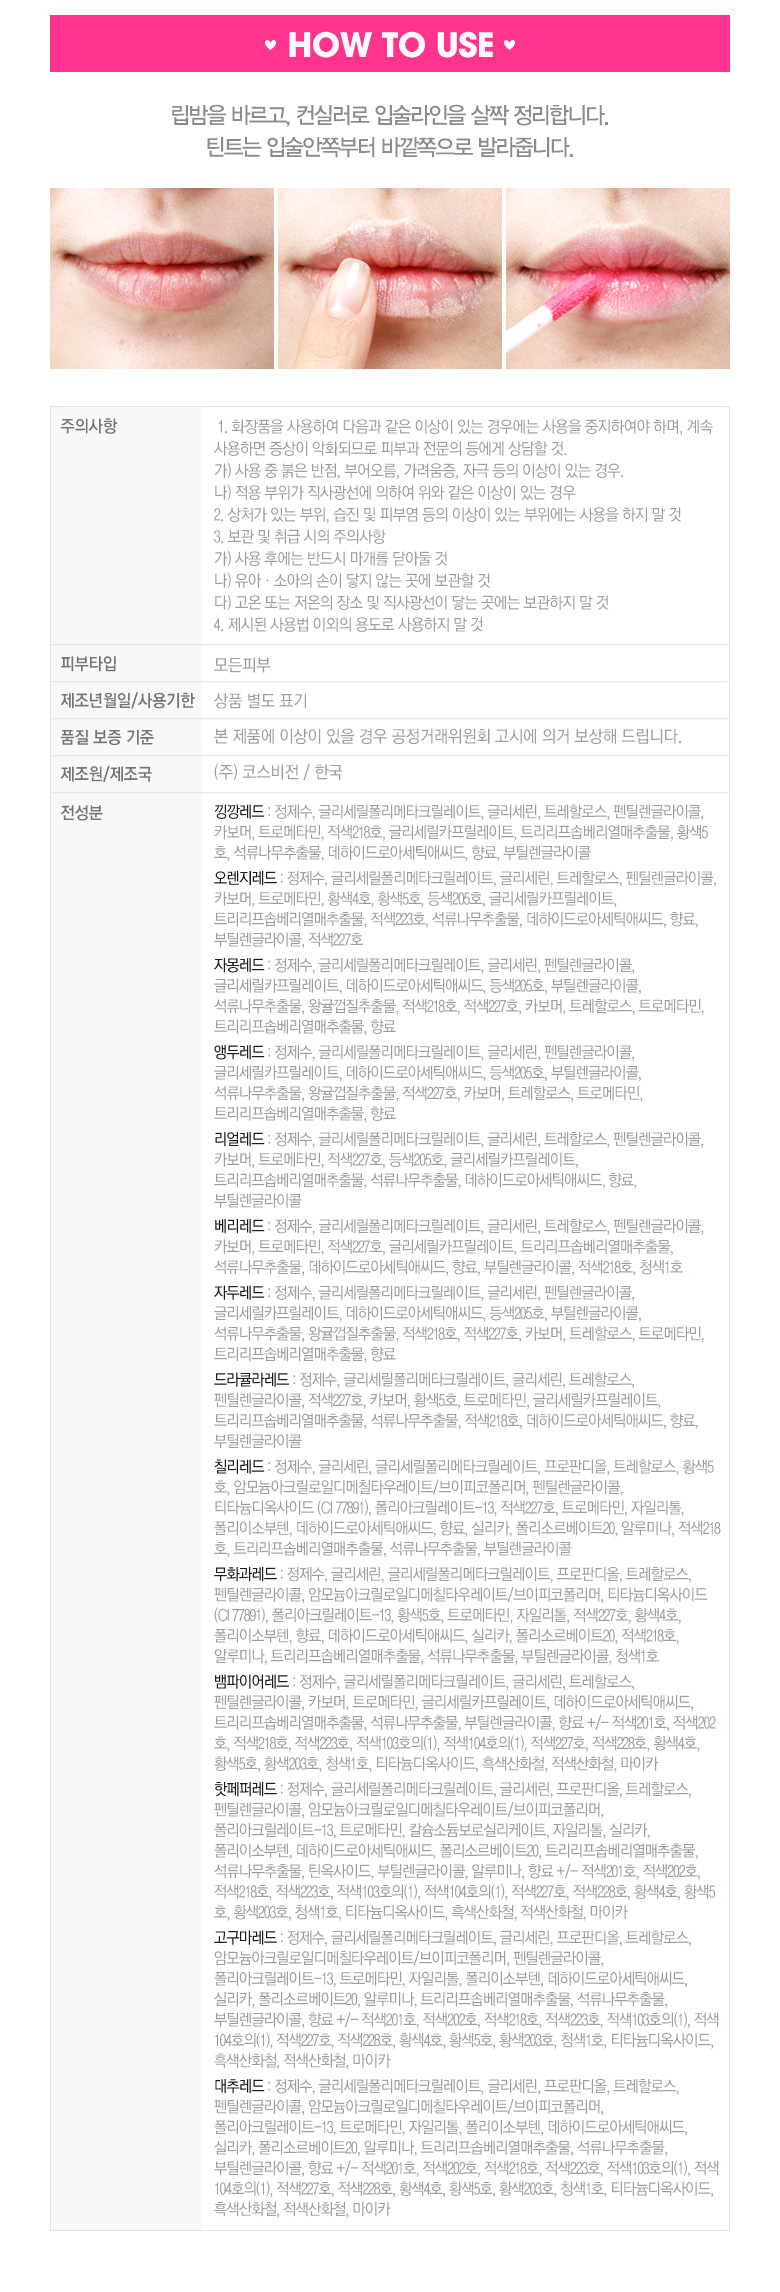 ♥ HOW TO USE ♥
립밤을 바르고, 컨실러로 입술라인을 살짝 정리합니다.
틴트는 입술안쪽부터 바깥쪽으로 발라줍니다.
주의사항
1. 화장품을 사용하여 다음과 같은 이상이 있는 경우에는 사용을 중지하여야 하며, 계속
사용하면 증상이 악화되므로 피부과 전문의 등에게 상담할 것.
가) 사용 중 붉은 반점, 부어오름, 가려움증, 자극 등의 이상이 있는 경우.
나) 적용 부위가 직사광선에 의하여 위와 같은 이상이 있는 경우
2. 상처가 있는 부위, 습진 및 피부염 등의 이상이 있는 부위에는 사용을 하지 말 것
3. 보관 및 취급 시의 주의사항
가) 사용 후에는 반드시 마개를 닫아둘 것
나) 유아 · 소아의 손이 닿지 않는 곳에 보관할 것
다) 고온 또는 저온의 장소 및 직사광선이 닿는 곳에는 보관하지 말 것
4. 제시된 사용법 이외의 용도로 사용하지 말 것
피부타입
모든피부
제조년월일/사용기한
상품 별도 표기
품질 보증 기준
본 제품에 이상이 있을 경우 공정거래위원회 고시에 의거 보상해 드립니다.
제조원/제조국
(주) 코스비전 / 한국
전성분
낑깡레드 : 정제수, 글리세릴폴리메타크릴레이트, 글리세린, 트레할로스, 펜틸렌글라이콜,
카보머, 트로메타민, 적색218호, 글리세릴카프릴레이트, 트리리프솝베리열매추출물, 황색5
호, 석류나무추출물, 데하이드로아세틱애씨드, 향료, 부틸렌글라이콜
오렌지레드 : 정제수, 글리세릴폴리메타크릴레이트, 글리세린, 트레할로스, 펜틸렌글라이콜,
카보머, 트로메타민, 황색4호, 황색5호, 등색205호, 글리세릴카프릴레이트,
트리리프솝베리열매추출물, 적색223호, 석류나무추출물, 데하이드로아세틱애씨드, 향료,
부틸렌글라이콜, 적색227호
자몽레드 : 정제수, 글리세릴폴리메타크릴레이트, 글리세린, 펜틸렌글라이콜,
글리세릴카프릴레이트, 데하이드로아세틱애씨드, 등색205호, 부틸렌글라이콜,
석류나무추출물, 왕귤껍질추출물, 적색218호, 적색227호, 카보머, 트레할로스, 트로메타민,
트리리프솝베리열매추출물, 향료
앵두레드 : 정제수, 글리세릴폴리메타크릴레이트, 글리세린, 펜틸렌글라이콜,
글리세릴카프릴레이트, 데하이드로아세틱애씨드, 등색205호, 부틸렌글라이콜,
석류나무추출물, 왕귤껍질추출물, 적색227호, 카보머, 트레할로스, 트로메타민,
트리리프솝베리열매추출물, 향료
리얼레드 : 정제수, 글리세릴폴리메타크릴레이트, 글리세린, 트레할로스, 펜틸렌글라이콜,
카보머, 트로메타민, 적색227호, 등색205호, 글리세릴카프릴레이트,
트리리프솝베리열매추출물, 석류나무추출물, 데하이드로아세틱애씨드, 향료,
부틸렌글라이콜
베리레드 : 정제수, 글리세릴폴리메타크릴레이트, 글리세린, 트레할로스, 펜틸렌글라이콜,
카보머, 트로메타민, 적색227호, 글리세릴카프릴레이트, 트리리프솝베리열매추출물,
석류나무추출물, 데하이드로아세틱애씨드, 향료, 부틸렌글라이콜, 적색218호, 청색1호
자두레드 : 정제수, 글리세릴폴리메타크릴레이트, 글리세린, 펜틸렌글라이콜,
글리세릴카프릴레이트, 데하이드로아세틱애씨드, 등색205호, 부틸렌글라이콜,
석류나무추출물, 왕귤껍질추출물, 적색218호, 적색227호, 카보머, 트레할로스, 트로메타민,
트리리프솝베리열매추출물, 향료
드라큘라레드 : 정제수, 글리세릴폴리메타크릴레이트, 글리세린, 트레할로스,
펜틸렌글라이콜, 적색227호, 카보머, 황색5호, 트로메타민, 글리세릴카프릴레이트,
트리리프솝베리열매추출물, 석류나무추출물, 적색218호, 데하이드로아세틱애씨드, 향료,
부틸렌글라이콜
칠리레드 : 정제수, 글리세린, 글리세릴폴리메타크릴레이트, 프로판디올, 트레할로스, 황색5
호, 암모늄아크릴로일디메칠타우레이트/브이피코폴리머, 펜틸렌글라이콜,
티타늄디옥사이드 (CI 77891), 폴리아크릴레이트-13, 적색227호, 트로메타민, 자일리톨,
폴리이소부텐, 데하이드로아세틱애씨드, 향료, 실리카, 폴리소르베이트20, 알루미나, 적색218
호, 트리리프솝베리열매추출물, 석류나무추출물, 부틸렌글라이콜
무화과레드 : 정제수, 글리세린, 글리세릴폴리메타크릴레이트, 프로판디올, 트레할로스,
펜틸렌글라이콜, 암모늄아크릴로일디메칠타우레이트/브이피코폴리머, 티타늄디옥사이드
(CI 77891), 폴리아크릴레이트-13, 황색5호, 트로메타민, 자일리톨, 적색227호, 황색4호,
폴리이소부텐, 향료, 데하이드로아세틱애씨드, 실리카, 폴리소르베이트20, 적색218호,
알루미나, 트리리프솝베리열매추출물, 석류나무추출물, 부틸렌글라이콜, 청색1호
뱀파이어레드 : 정제수, 글리세릴폴리메타크릴레이트, 글리세린, 트레할로스,
펜틸렌글라이콜, 카보머, 트로메타민, 글리세릴카프릴레이트, 데하이드로아세틱애씨드,
트리리프솝베리열매추출물, 석류나무추출물, 부틸렌글라이콜, 향료 +/- 적색201호, 적색202
호, 적색218호, 적색223호, 적색103호의(1), 적색104호의(1), 적색227호, 적색228호, 황색4호,
황색5호, 황색203호, 청색1호, 티타늄디옥사이드, 흑색산화철, 적색산화철, 마이카
핫페퍼레드 : 정제수, 글리세릴폴리메타크릴레이트, 글리세린, 프로판디올, 트레할로스,
펜틸렌글라이콜, 암모늄아크릴로일디메칠타우레이트/브이피코폴리머,
폴리아크릴레이트-13, 트로메타민, 칼슘소듐보로실리케이트, 자일리톨, 실리카,
폴리이소부텐, 데하이드로아세틱애씨드, 폴리소르베이트20, 트리리프솝베리열매추출물,
석류나무추출물, 틴옥사이드, 부틸렌글라이콜, 알루미나, 향료 +/- 적색201호, 적색202호,
적색218호, 적색223호, 적색103호의(1), 적색104호의(1), 적색227호, 적색228호, 황색4호, 황색5
호, 황색203호, 청색1호, 티타늄디옥사이드, 흑색산화철, 적색산화철, 마이카
고구마레드 : 정제수, 글리세릴폴리메타크릴레이트, 글리세린, 프로판디올, 트레할로스,
암모늄아크릴로일디메칠타우레이트/브이피코폴리머, 펜틸렌글라이콜,
폴리아크릴레이트-13, 트로메타민, 자일리톨, 폴리이소부텐, 데하이드로아세틱애씨드,
실리카, 폴리소르베이트20, 알루미나, 트리리프솝베리열매추출물, 석류나무추출물,
부틸렌글라이콜, 향료 +/- 적색201호, 적색202호, 적색218호, 적색223호, 적색103호의(1), 적색
104호의(1), 적색227호, 적색228호, 황색4호, 황색5호, 황색203호, 청색1호, 티타늄디옥사이드,
흑색산화철, 적색산화철, 마이카
대추레드 : 정제수, 글리세릴폴리메타크릴레이트, 글리세린, 프로판디올, 트레할로스,
펜틸렌글라이콜, 암모늄아크릴로일디메칠타우레이트/브이피코폴리머,
폴리아크릴레이트-13, 트로메타민, 자일리톨, 폴리이소부텐, 데하이드로아세틱애씨드,
실리카, 폴리소르베이트20, 알루미나, 트리리프솝베리열매추출물, 석류나무추출물,
부틸렌글라이콜, 향료 +/- 적색201호, 적색202호, 적색218호, 적색223호, 적색103호의(1), 적색
104호의(1), 적색227호, 적색228호, 황색4호, 황색5호, 황색203호, 청색1호, 티타늄디옥사이드,
흑색산화철, 적색산화철, 마이카